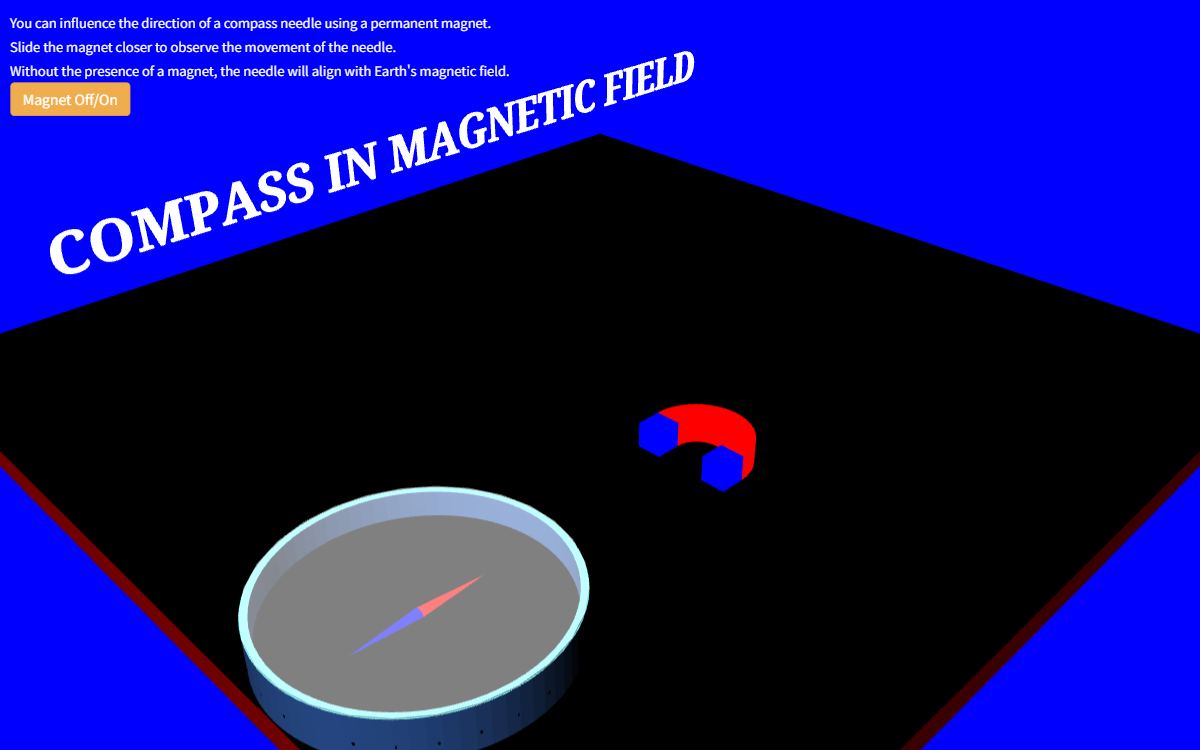 You can influence the direction of a compass needle using a permanent magnet.
Slide the magnet closer to observe the movement of the needle.
Without the presence of a magnet, the needle will align with Earth's magnetic field.
Magnet Off/On
COMPASS IN MAGNETIC FIELD